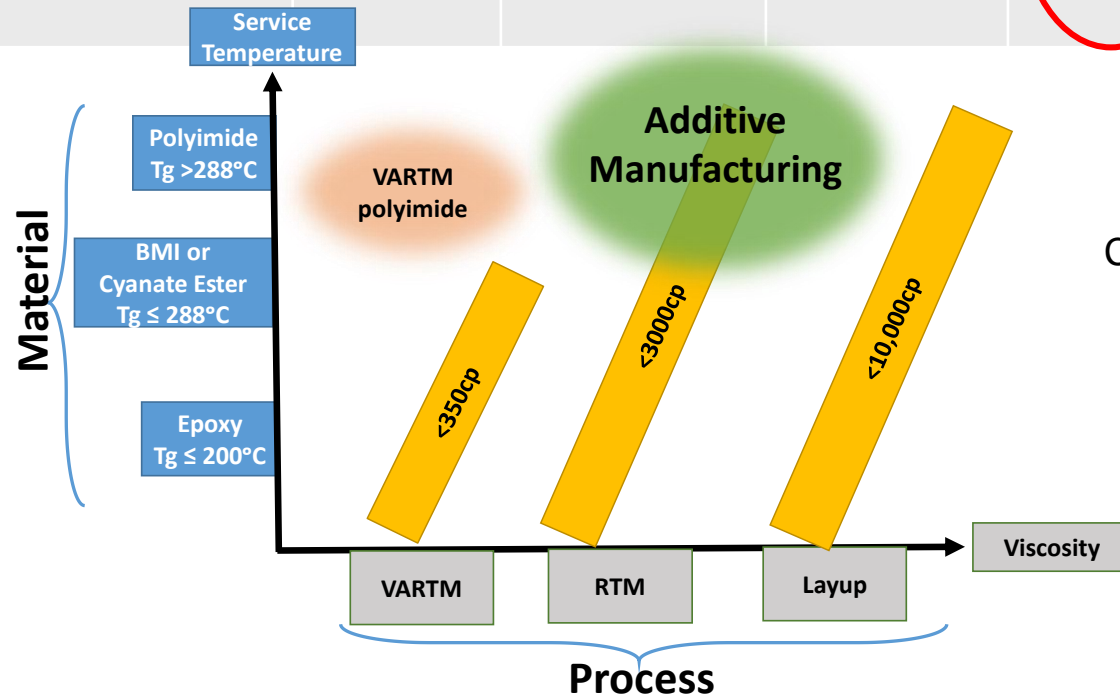 Service
Temperature
Additive
Manufacturing
Polyimide
Tg >288°C
VARTM
polyimide
Material
BMI or
Cyanate Ester
Tg ≤ 288°C
<350cp
<3000cp
<10,000cp
Epoxy
Tg ≤ 200°C
Viscosity
VARTM
RTM
Layup
Process